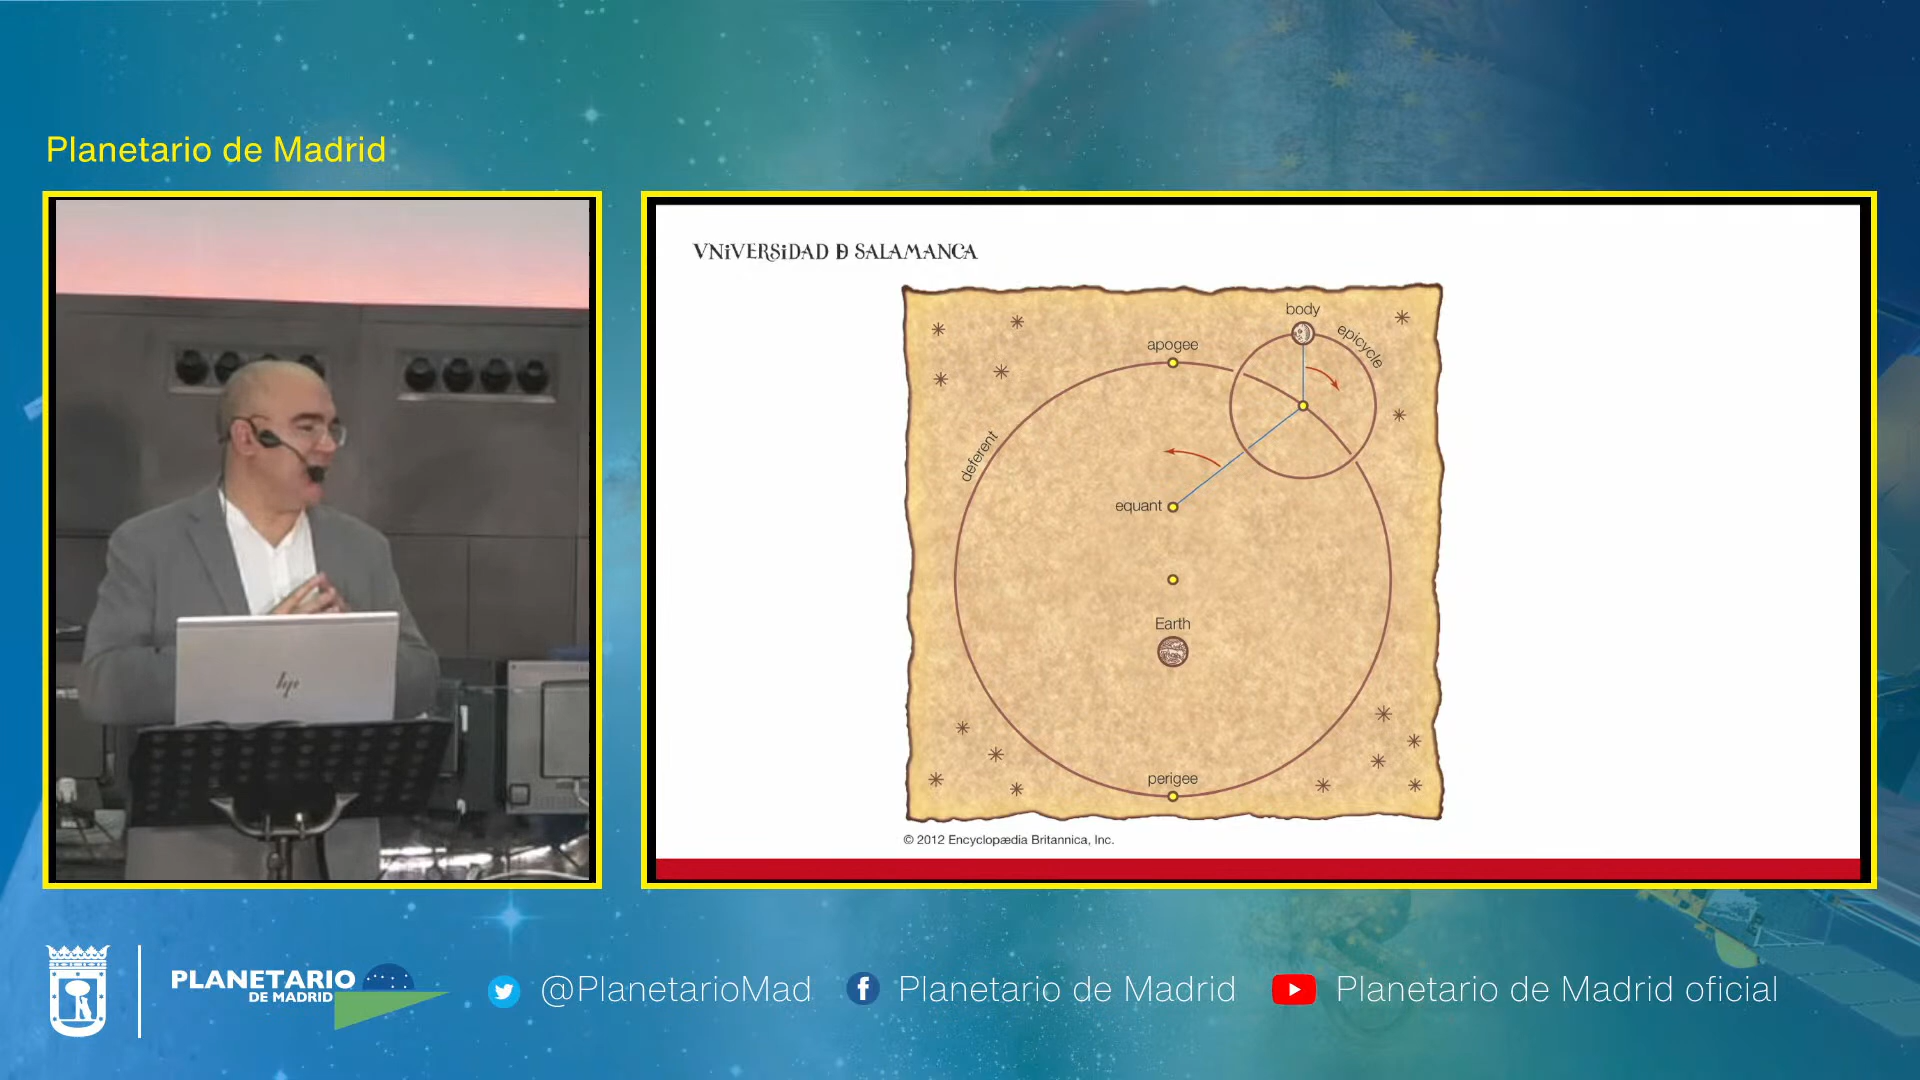 Planetario de Madrid
VNiVERSiDAD Ð SALAMANCA
body
epicycle
apogee
deferent
equant
Earth
perigee
© 2012 Encyclopædia Britannica, Inc.
hp
PLANETARIO
DE MADRID
@PlanetarioMad
Planetario de Madrid
Planetario de Madrid oficial